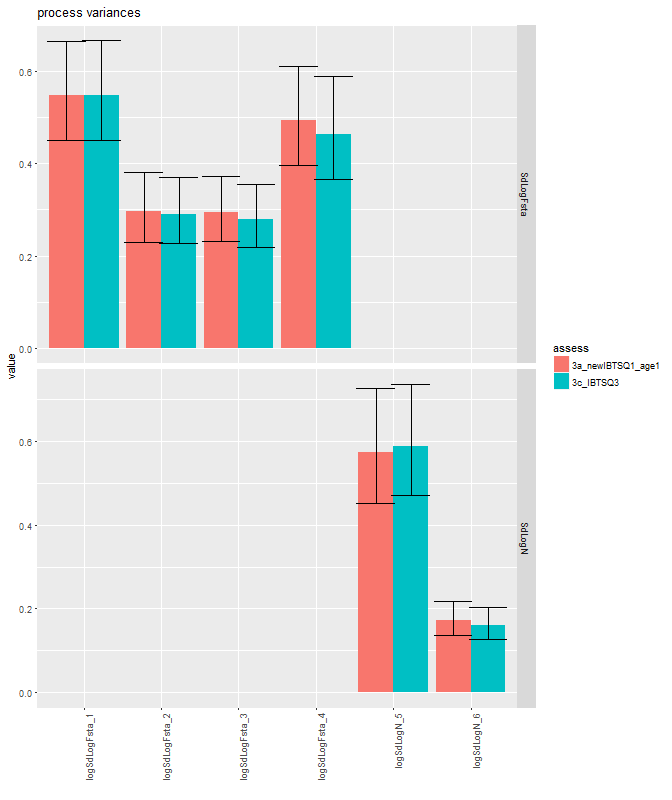 process variances
0.6
0.4
0.2
0.0
SdLogFsta
value
0.6
0.4
0.2
0.0
SdLogN
assess
3a_newIBTSQ1_age1
3c_IBTSQ3
logSdLogFsta_1
logSdLogFsta_2
logSdLogFsta_3
logSdLogFsta_4
logSdLogN_5
logSdLogN_6